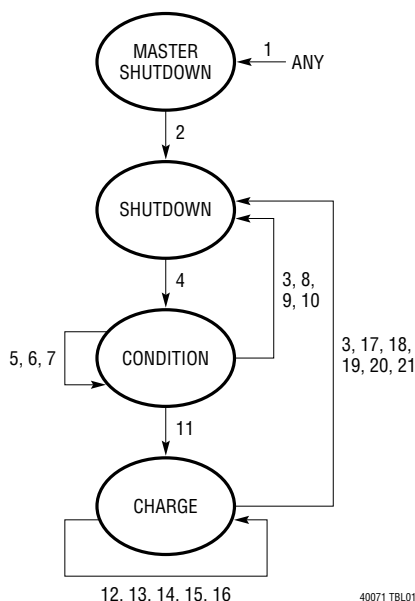 MASTER
SHUTDOWN
1
ANY
2
SHUTDOWN
4
3, 8,
9, 10
5, 6, 7
CONDITION
3, 17, 18,
19, 20, 21
11
CHARGE
12, 13, 14, 15, 16
40071 TBL01